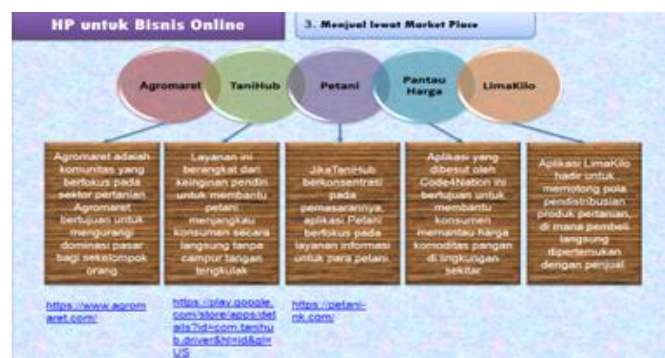 HP untuk Bisnis Online
3. Menjual lewat Market Place
Agromaret
TaniHub
Petani
Pantau
Harga
LimaKilo
Agromaret adalah
komunitas yang
berfokus pada
sektor pertanian.
Agromaret
bertujuan untuk
mengurangi
dominasi pasar
bagi sekelompok
orang
Layanan ini
berangkat dari
keinginan pendiri
untuk membantu
petani
menjangkau
konsumen secara
langsung tanpa
campur tangan
tengkulak
JikaTaniHub
berkonsentrasi
pada
pemasarannya,
aplikasi Petani
berfokus pada
layanan informasi
untuk para petani.
Aplikasi yang
dibesut oleh
Code4Nation ini
bertujuan untuk
membantu
konsumen
memantau harga
komoditas pangan
di lingkungan
sekitar
Aplikasi LimaKilo
hadir untuk
memotong pola
pendistribusian
produk pertanian,
di mana pembeli
langsung
dipertemukan
dengan penjual
https://www.agrom
aret.com/
https://play.google.
com/store/apps/det
ails?id=com.tanihu
b.driver&hl=id&gl=
US
https://petani-
nk.com/